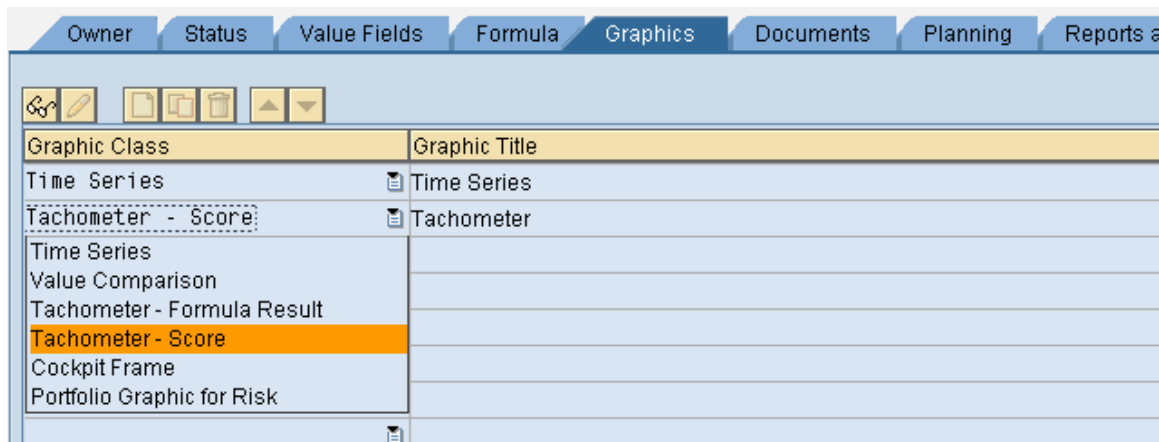 Owner Status Value Fields Formula Graphics Documents Planning Reports a
Graphic Class Graphic Title
Time Series Time Series
Tachometer - Score Tachometer
Time Series
Value Comparison
Tachometer - Formula Result
Tachometer - Score
Cockpit Frame
Portfolio Graphic for Risk